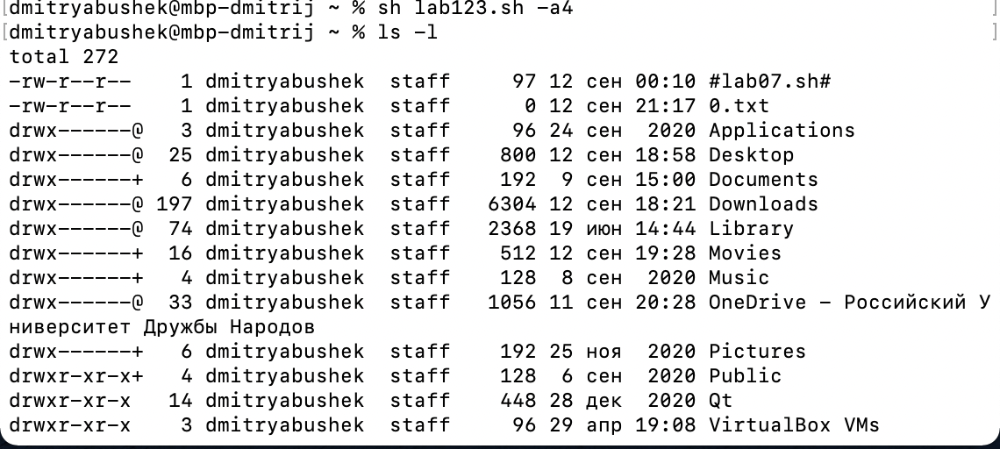 [dmitryabushek@mbp-dmitrij ~ % sh lab123.sh -a4 ]
[dmitryabushek@mbp-dmitrij ~ % ls -l ]
total 272
-rw-r--r--    1 dmitryabushek  staff     97 12 сен 00:10 #lab07.sh#
-rw-r--r--    1 dmitryabushek  staff      0 12 сен 21:17 0.txt
drwx------@   3 dmitryabushek  staff     96 24 сен  2020 Applications
drwx------@  25 dmitryabushek  staff    800 12 сен 18:58 Desktop
drwx------+   6 dmitryabushek  staff    192  9 сен 15:00 Documents
drwx------@ 197 dmitryabushek  staff   6304 12 сен 18:21 Downloads
drwx------@  74 dmitryabushek  staff   2368 19 июн 14:44 Library
drwx------+  16 dmitryabushek  staff    512 12 сен 19:28 Movies
drwx------+   4 dmitryabushek  staff    128  8 сен  2020 Music
drwx------@  33 dmitryabushek  staff   1056 11 сен 20:28 OneDrive - Российский У
ниверситет Дружбы Народов
drwx------+   6 dmitryabushek  staff    192 25 ноя  2020 Pictures
drwxr-xr-x+   4 dmitryabushek  staff    128  6 сен  2020 Public
drwxr-xr-x   14 dmitryabushek  staff    448 28 дек  2020 Qt
drwxr-xr-x    3 dmitryabushek  staff     96 29 апр 19:08 VirtualBox VMs